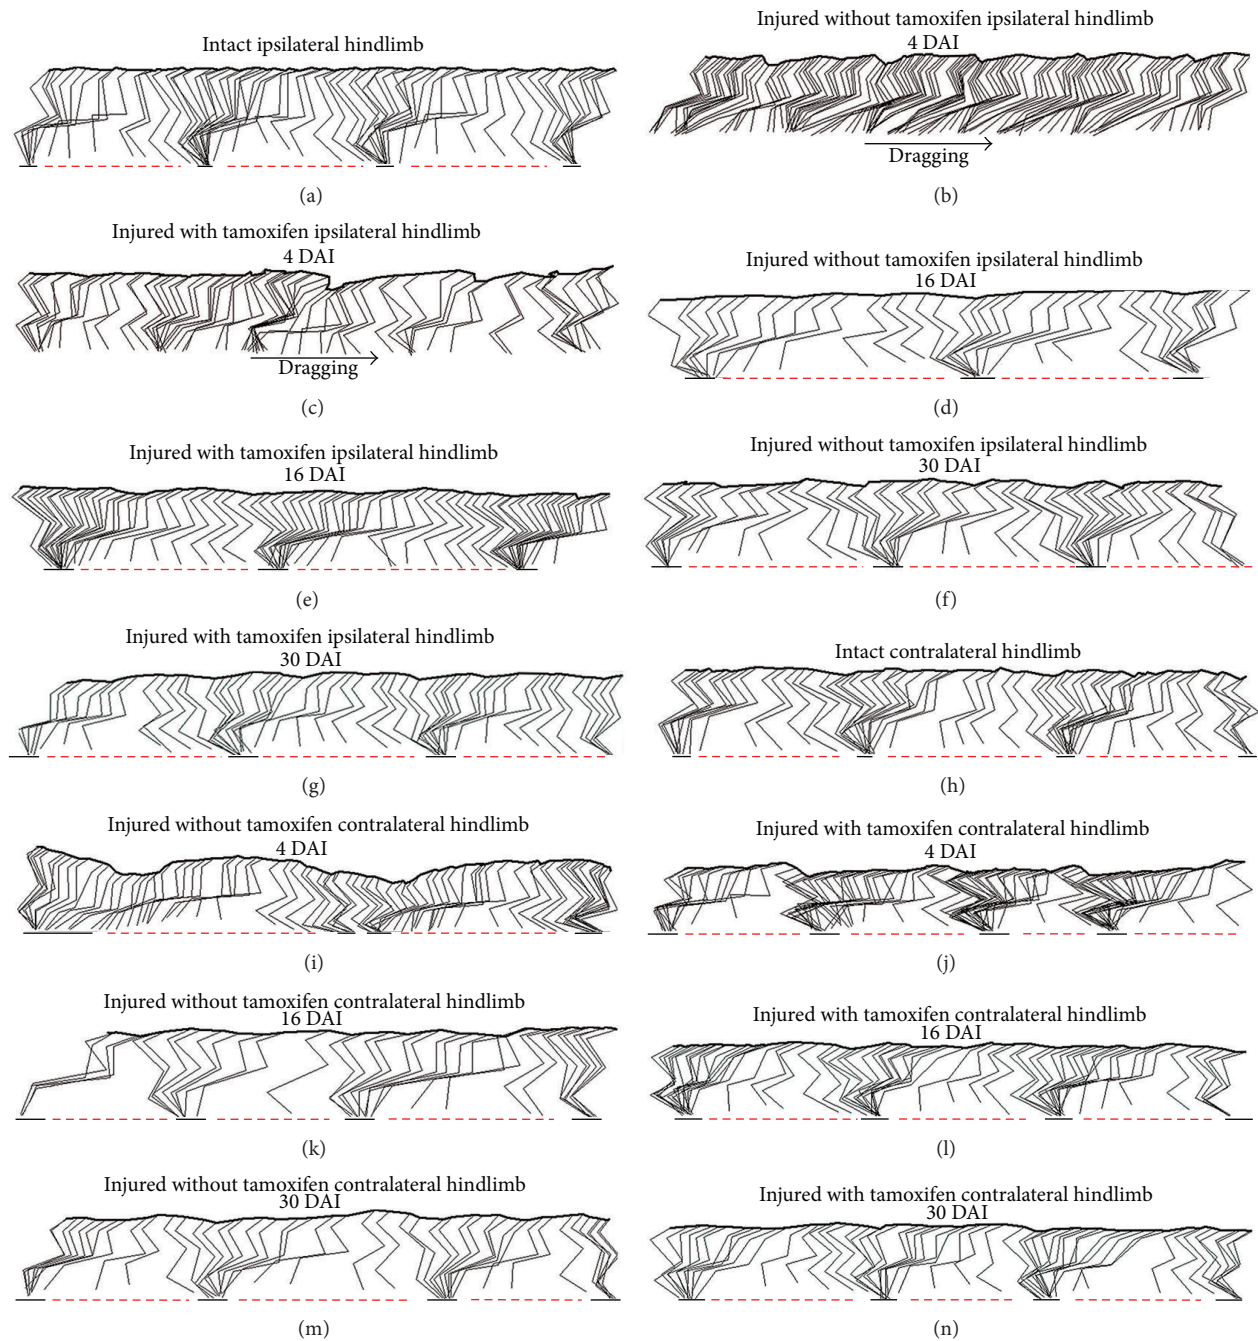 Intact ipsilateral hindlimb
(a)
Injured without tamoxifen ipsilateral hindlimb
4 DAI
Dragging
(b)
Injured with tamoxifen ipsilateral hindlimb
4 DAI
Dragging
(c)
Injured without tamoxifen ipsilateral hindlimb
16 DAI
(d)
Injured with tamoxifen ipsilateral hindlimb
16 DAI
(e)
Injured without tamoxifen ipsilateral hindlimb
30 DAI
(f)
Injured with tamoxifen ipsilateral hindlimb
30 DAI
(g)
Intact contralateral hindlimb
(h)
Injured without tamoxifen contralateral hindlimb
4 DAI
(i)
Injured with tamoxifen contralateral hindlimb
4 DAI
(j)
Injured without tamoxifen contralateral hindlimb
16 DAI
(k)
Injured with tamoxifen contralateral hindlimb
16 DAI
(l)
Injured without tamoxifen contralateral hindlimb
30 DAI
(m)
Injured with tamoxifen contralateral hindlimb
30 DAI
(n)